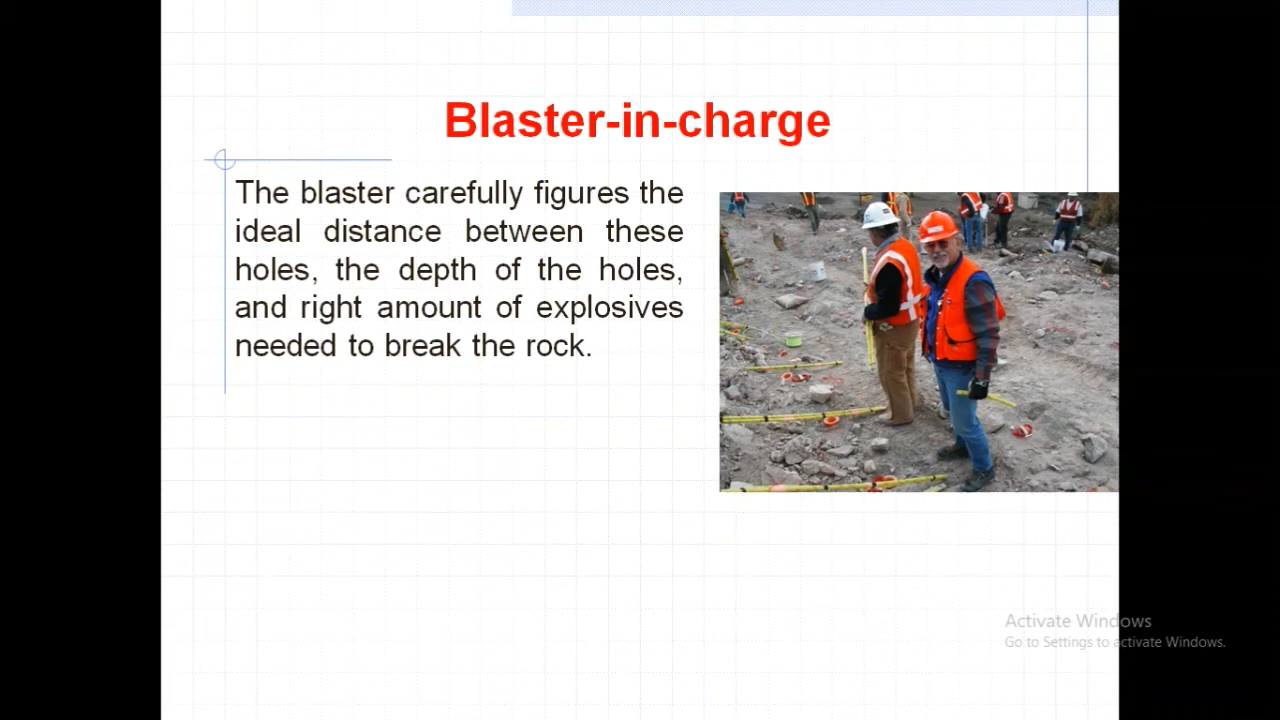 Blaster-in-charge
The blaster carefully figures the
ideal distance between these
holes, the depth of the holes,
and right amount of explosives
needed to break the rock.
Activate Windows
Go to Settings to activate Windows.